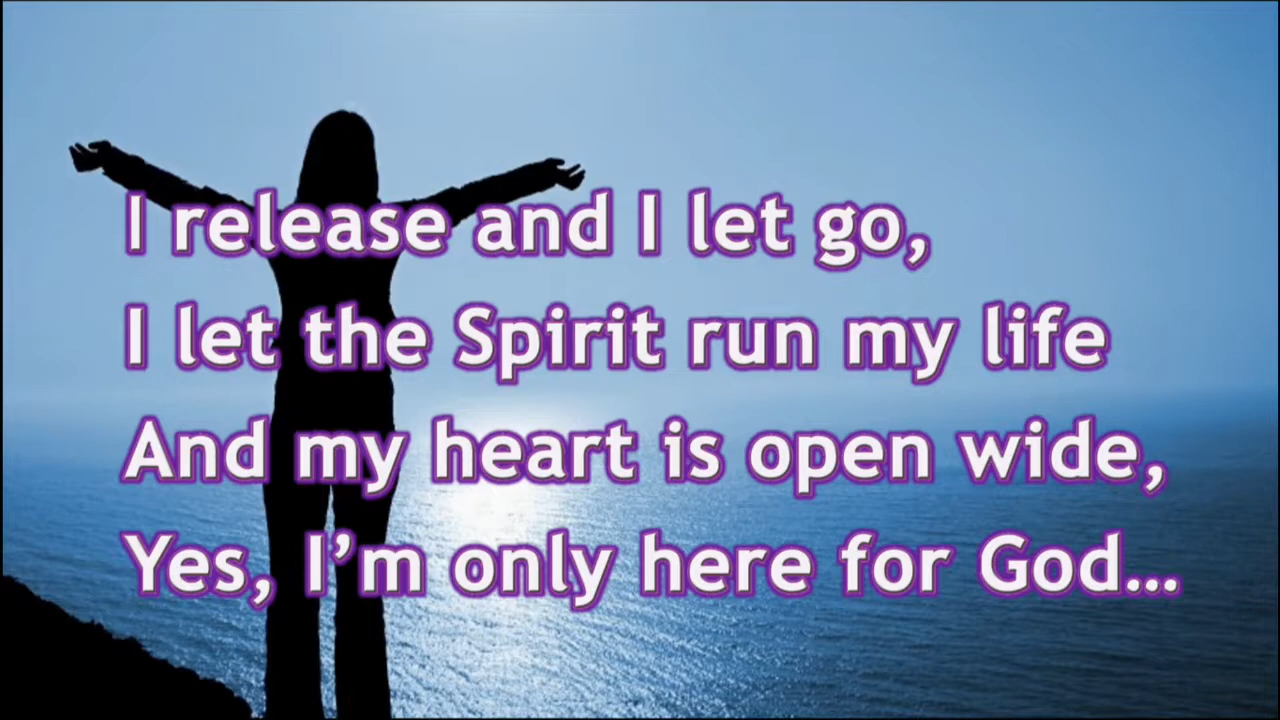 I release and I let go,
I let the Spirit run my life
And my heart is open wide,
Yes, I’m only here for God...